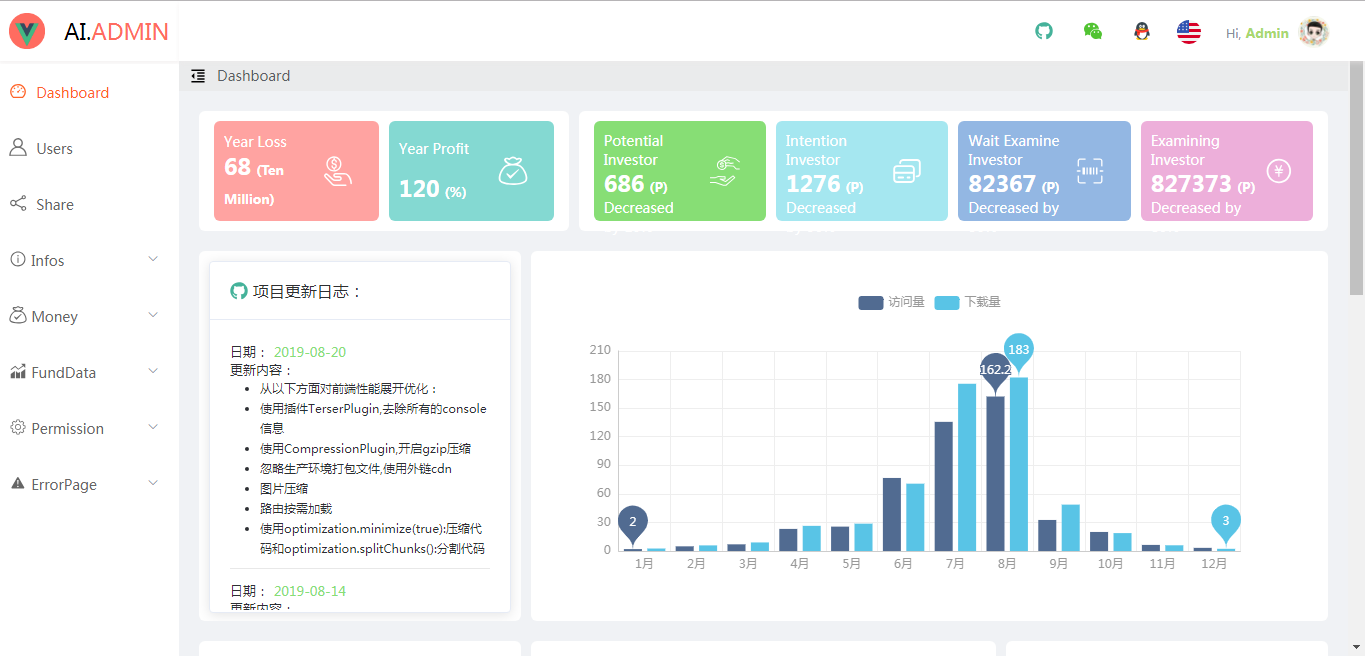 AI.ADMIN
Hi, Admin
Dashboard
Dashboard
Users
Share
Infos
Money
FundData
Permission
ErrorPage
Year Loss
68 (Ten
Million)
Year Profit
120 (%)
Potential
Investor
686 (P)
Decreased
Intention
Investor
1276 (P)
Decreased
Wait Examine
Investor
82367 (P)
Decreased by
Examining
Investor
827373 (P)
Decreased by
项目更新日志：
日期： 2019-08-20
更新内容：
从以下方面对前端性能展开优化：
使用插件TerserPlugin,去除所有的console
信息
使用CompressionPlugin,开启gzip压缩
忽略生产环境打包文件,使用外链cdn
图片压缩
路由按需加载
使用optimization.minimize(true):压缩代
码和optimization.splitChunks():分割代码
日期： 2019-08-14
更新内容：
访问量 下载量
210
180
150
120
90
60
30
0
2
162.2
183
3
1月 2月 3月 4月 5月 6月 7月 8月 9月 10月 11月 12月